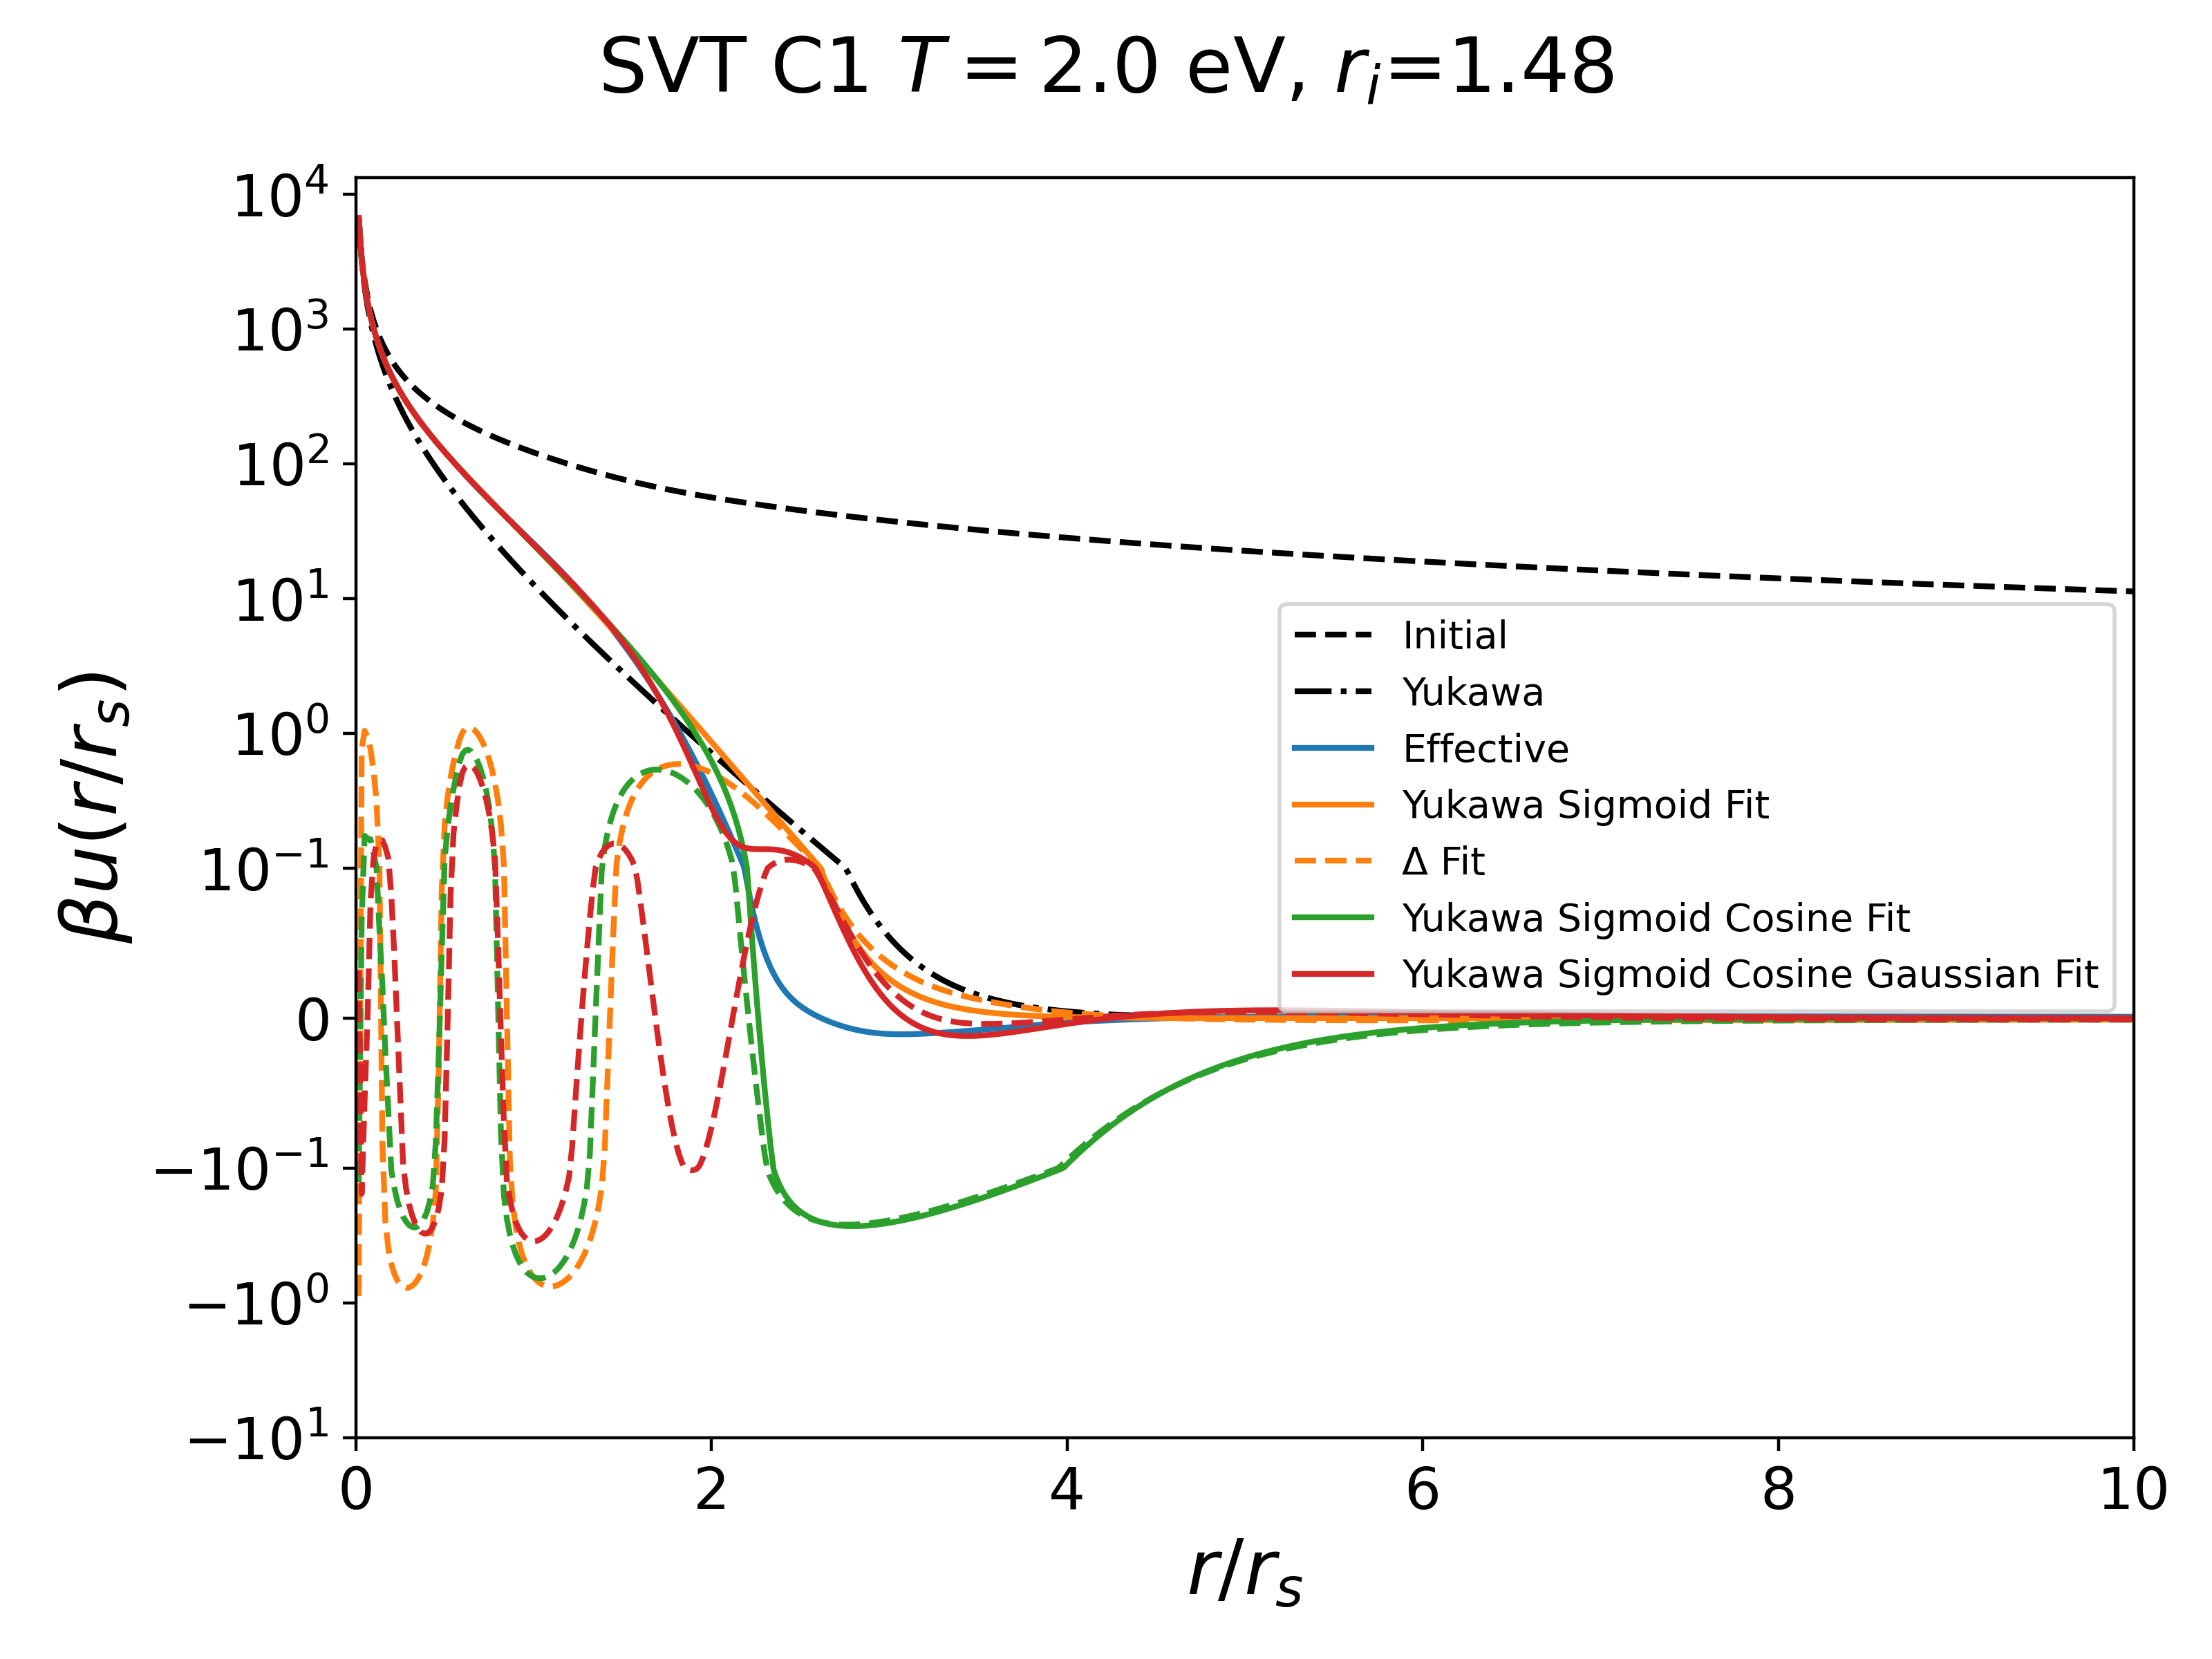 SVT C1 T = 2.0 eV, r_i=1.48
10^4
10^3
10^2
10^1
10^0
10^−1
0
−10^−1
−10^0
−10^1
βu(r/r_s)
Initial
Yukawa
Effective
Yukawa Sigmoid Fit
Δ Fit
Yukawa Sigmoid Cosine Fit
Yukawa Sigmoid Cosine Gaussian Fit
0 2 4 6 8 10
r/r_s